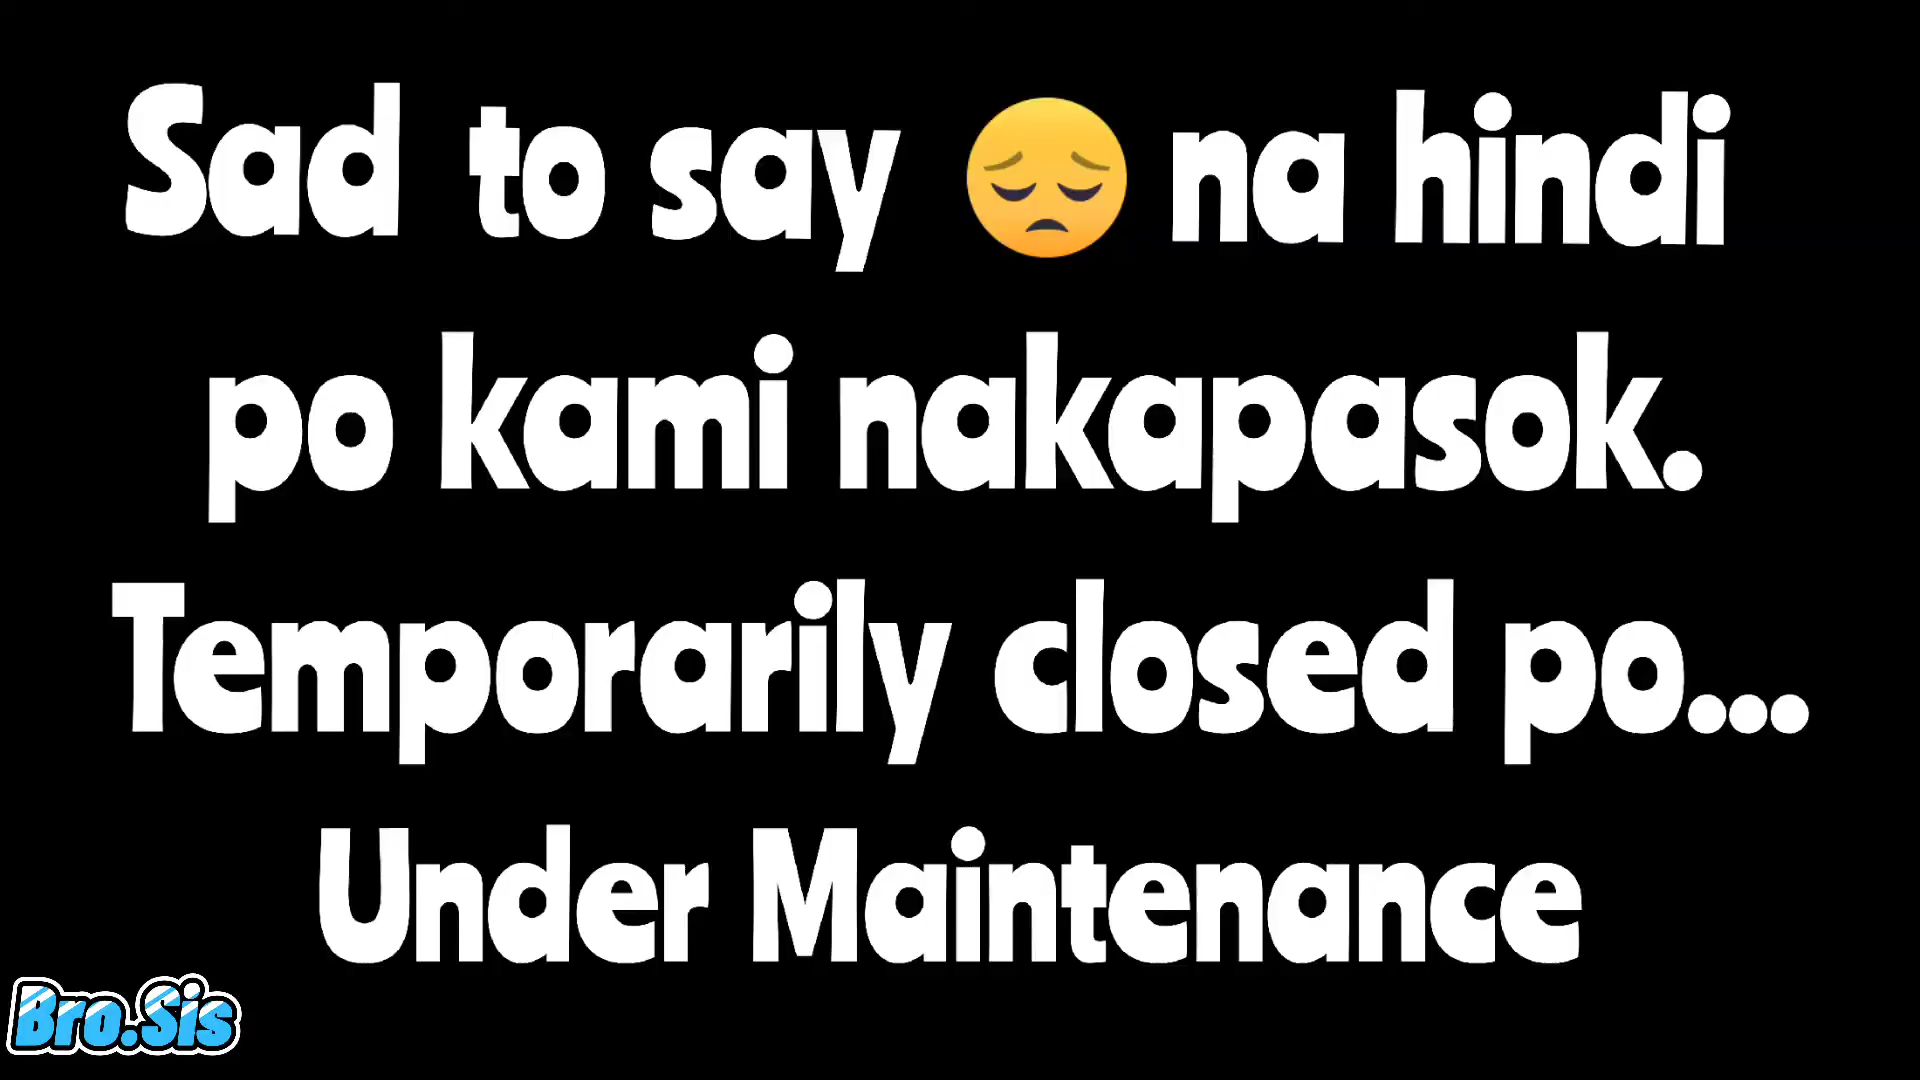 Sad to say 😔 na hindi
po kami nakapasok.
Temporarily closed po...
Under Maintenance
Bro.Sis